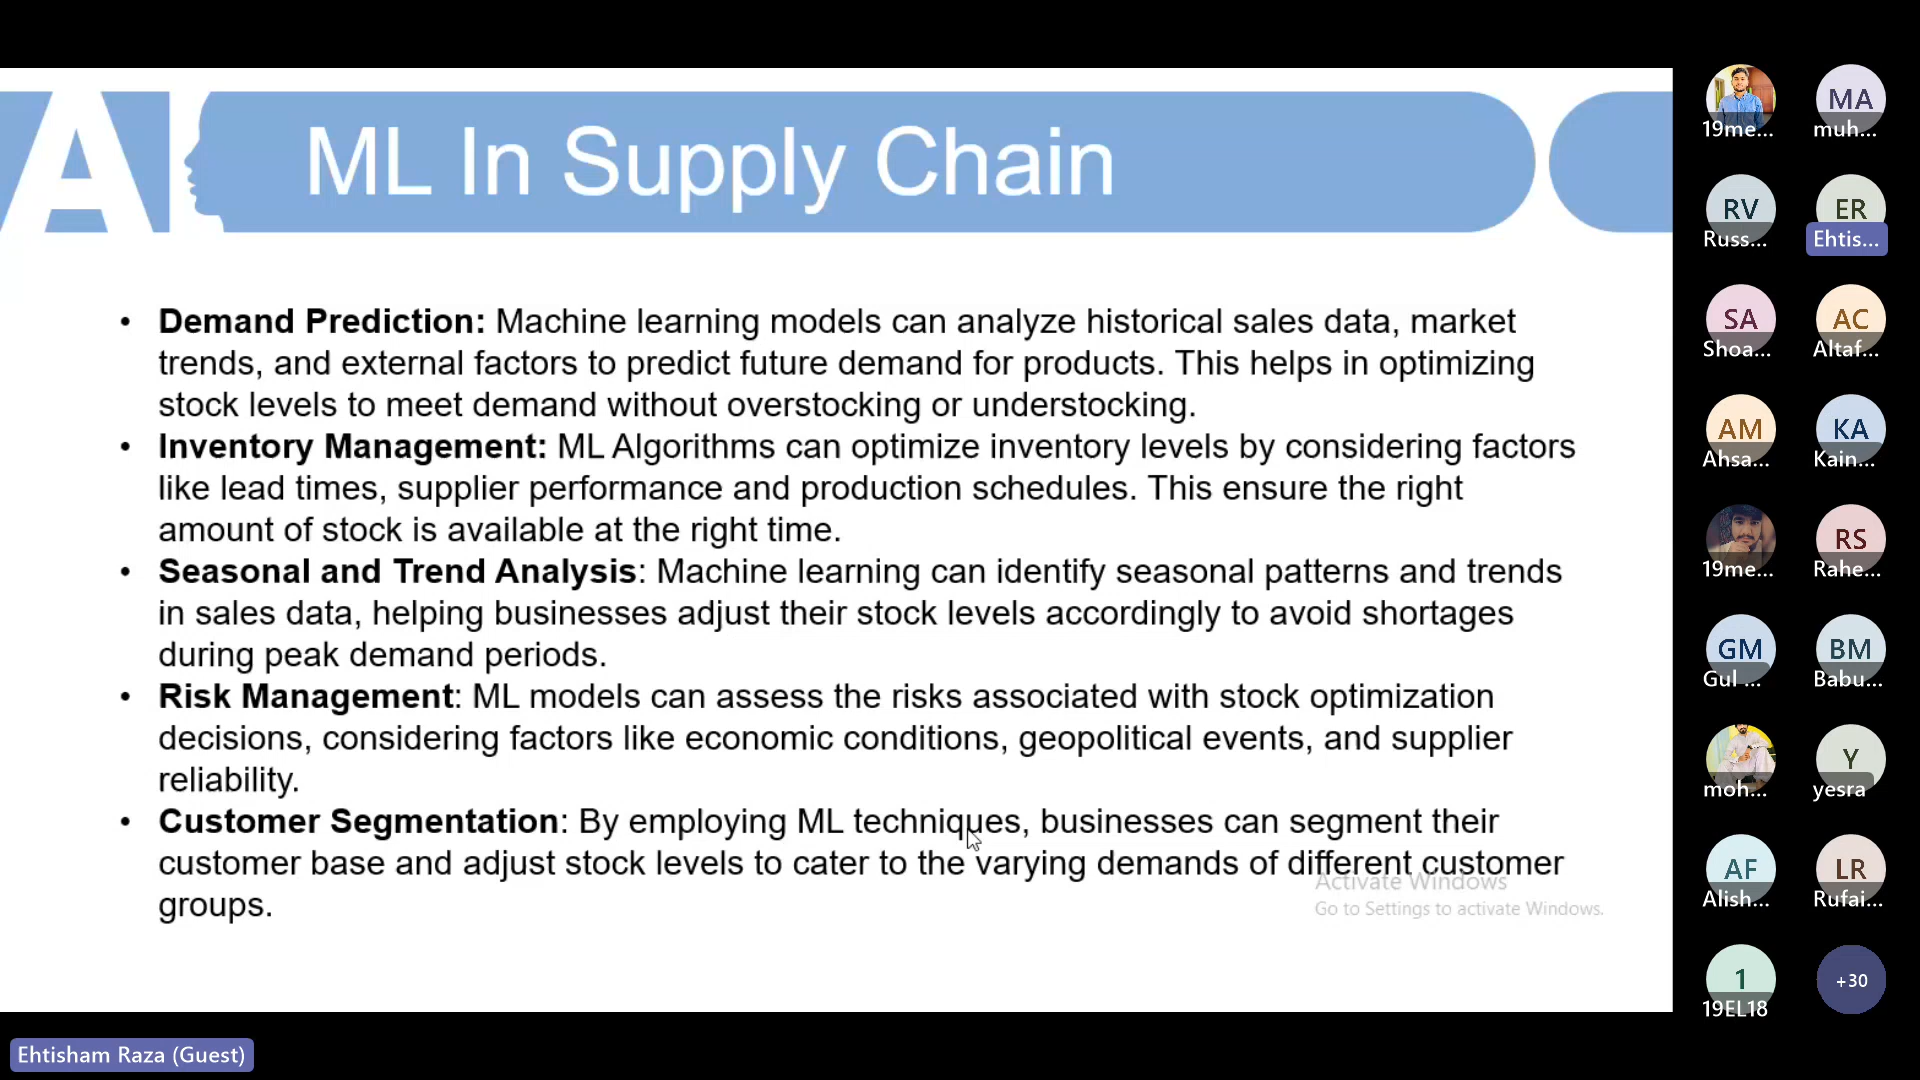 A
ML In Supply Chain
• Demand Prediction: Machine learning models can analyze historical sales data, market
trends, and external factors to predict future demand for products. This helps in optimizing
stock levels to meet demand without overstocking or understocking.
• Inventory Management: ML Algorithms can optimize inventory levels by considering factors
like lead times, supplier performance and production schedules. This ensure the right
amount of stock is available at the right time.
• Seasonal and Trend Analysis: Machine learning can identify seasonal patterns and trends
in sales data, helping businesses adjust their stock levels accordingly to avoid shortages
during peak demand periods.
• Risk Management: ML models can assess the risks associated with stock optimization
decisions, considering factors like economic conditions, geopolitical events, and supplier
reliability.
• Customer Segmentation: By employing ML techniques, businesses can segment their
customer base and adjust stock levels to cater to the varying demands of different customer
groups.
Activate Windows
Go to Settings to activate Windows.
Ehtisham Raza (Guest)
MA
19me...
muh...
RV
ER
Russ...
Ehtis...
SA
AC
Shoa...
Altaf...
AM
KA
Ahsa...
Kain...
RS
19me...
Rahe...
GM
BM
Gul ...
Babu...
Y
moh...
yesra
AF
LR
Alish...
Rufai...
1
+30
19EL18